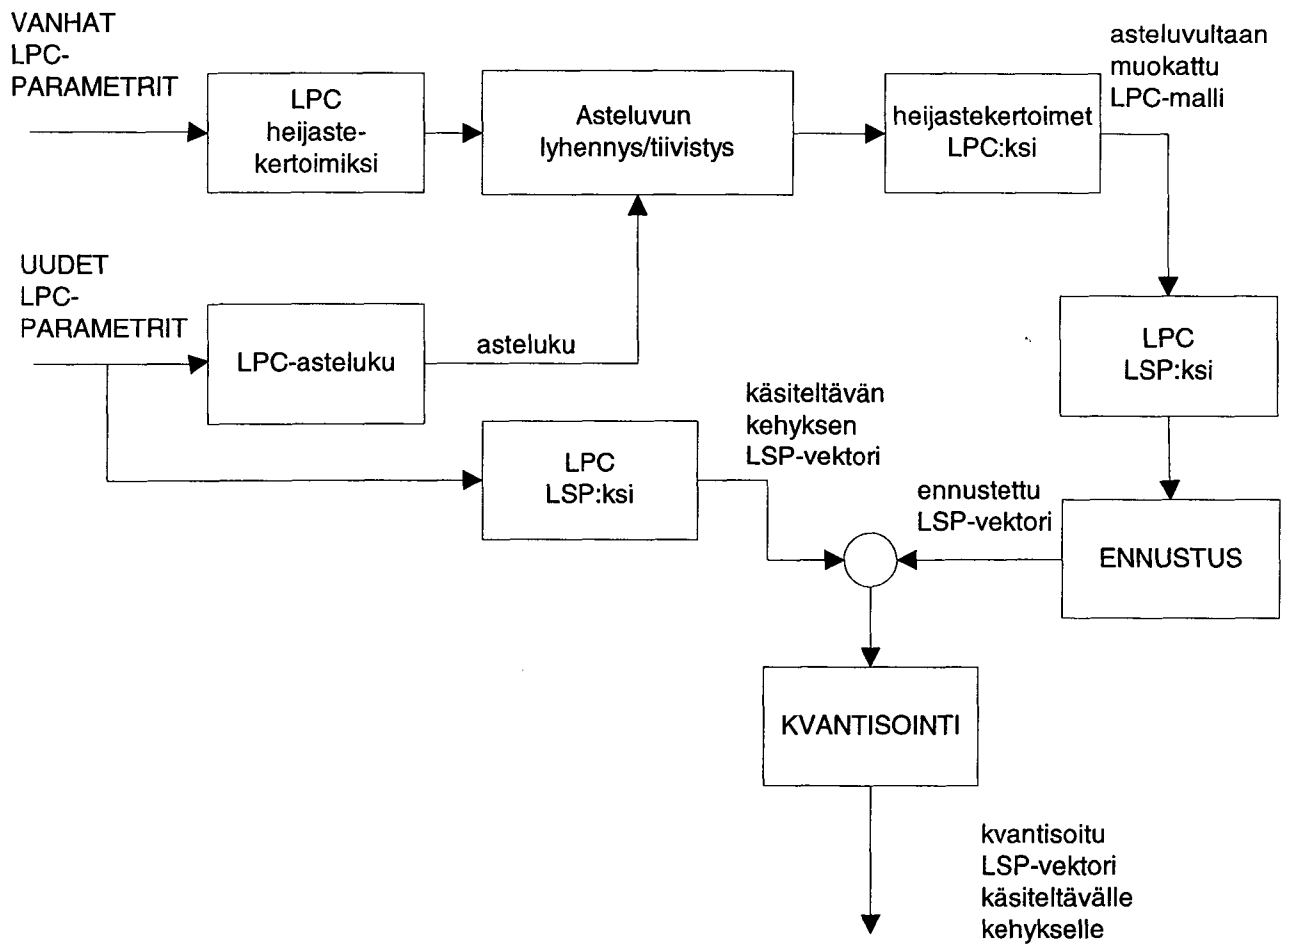 VANHAT
LPC-
PARAMETRIT
LPC
heijaste-
kertoimiksi
Asteluvun
lyhennys/tiivistys
heijastekertoimet
LPC:ksi
asteluvultaan
muokattu
LPC-malli
UUDET
LPC-
PARAMETRIT
LPC-asteluku
asteluku
LPC
LSP:ksi
käsiteltävän
kehyksen
LSP-vektori
LPC
LSP:ksi
ennustettu
LSP-vektori
ENNUSTUS
KVANTISOINTI
kvantisoitu
LSP-vektori
käsiteltävälle
kehykselle